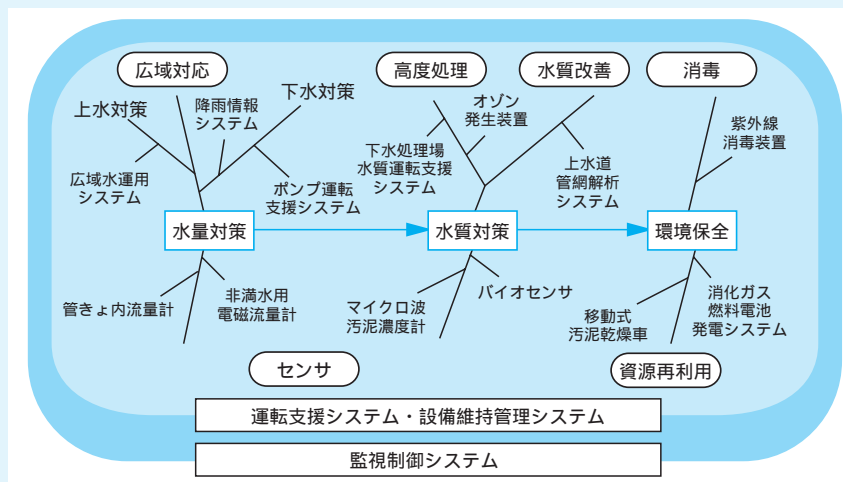 広域対応
高度処理
水質改善
消毒
上水対策
降雨情報
システム
下水対策
オゾン
発生装置
紫外線
消毒装置
広域水運用
システム
ポンプ運転
支援システム
下水処理場
水質運転支援
システム
上水道
管網解析
システム
水量対策
水質対策
環境保全
管きょ内流量計
非満水用
電磁流量計
マイクロ波
汚泥濃度計
バイオセンサ
移動式
汚泥乾燥車
消化ガス
燃料電池
発電システム
センサ
資源再利用
運転支援システム・設備維持管理システム
監視制御システム